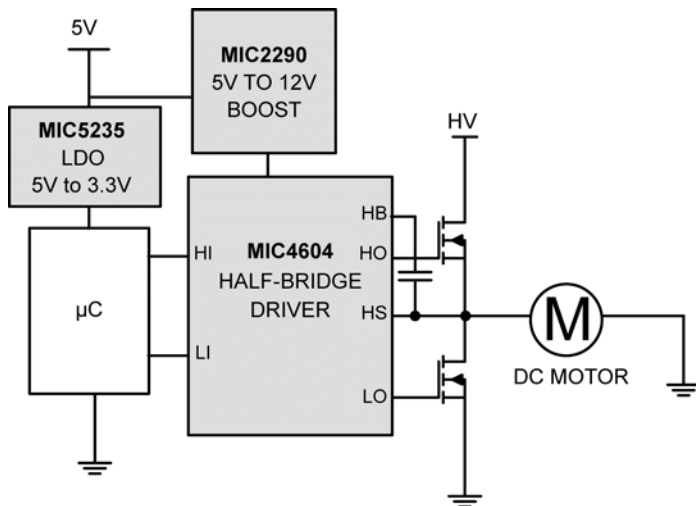 5V
MIC2290
5V TO 12V
BOOST
MIC5235
LDO
5V to 3.3V
HV
µC
HI
LI
MIC4604
HALF-BRIDGE
DRIVER
HB
HO
HS
LO
M
DC MOTOR